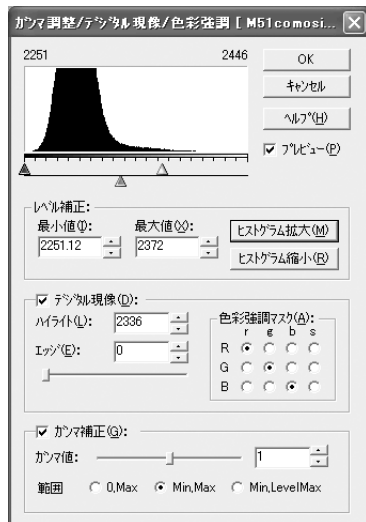 ガンマ調整/デジタル現像/色彩強調 [ M51comosi...
2251 2446
OK
キャンセル
ヘルプ(H)
プレビュー(P)
レベル補正:
最小値(I): 最大値(X):
2251.12 2372
ヒストグラム拡大(M)
ヒストグラム縮小(R)
デジタル現像(D):
ハイライト(L): 2336
エッジ(E): 0
色彩強調マスク(A):
r g b s
R
G
B
ガンマ補正(G):
ガンマ値: 1
範囲 0,Max Min,Max Min,LevelMax